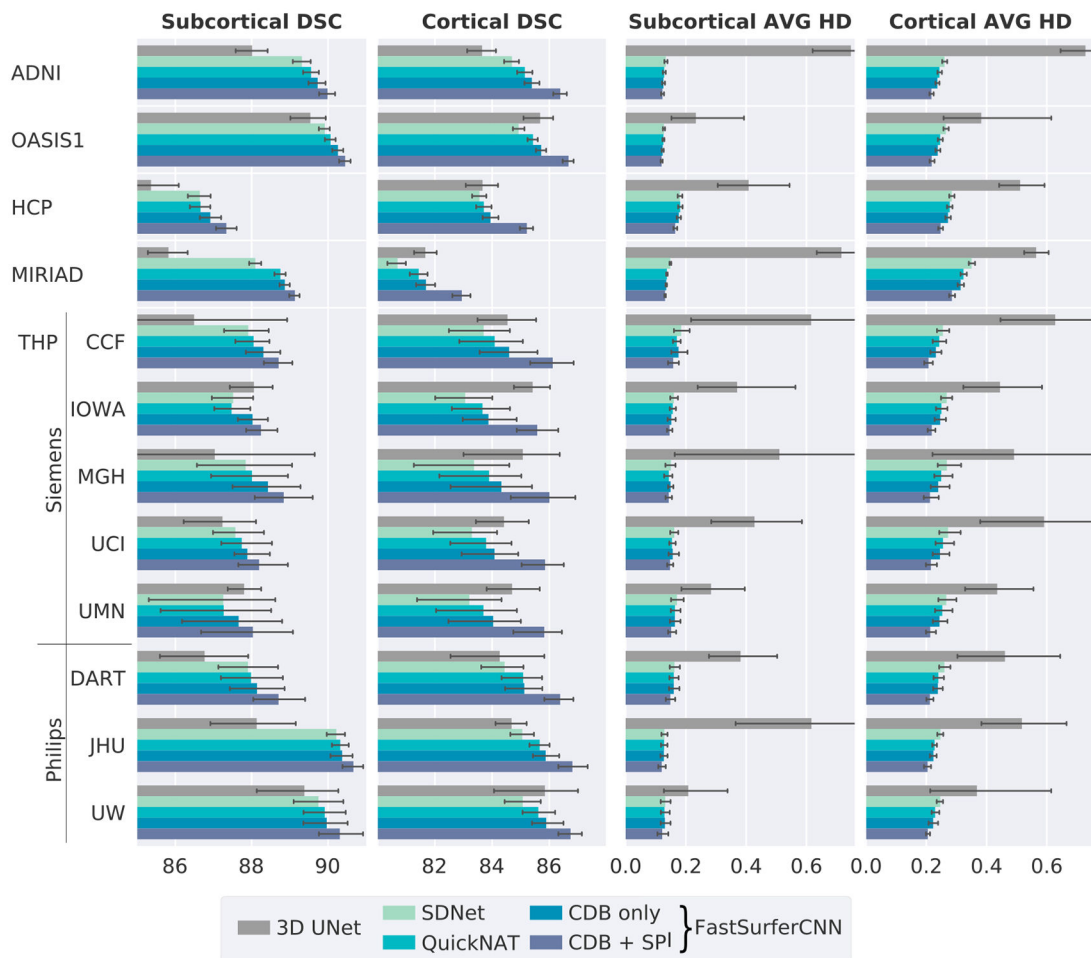 Subcortical DSC Cortical DSC Subcortical AVG HD Cortical AVG HD
ADNI
OASIS1
HCP
MIRIAD
THP CCF
IOWA
Siemens
MGH
UCI
UMN
DART
Philips
JHU
UW
86 88 90 82 84 86 0.0 0.2 0.4 0.6 0.0 0.2 0.4 0.6
3D UNet SDNet CDB only FastSurferCNN
QuickNAT CDB + SPI